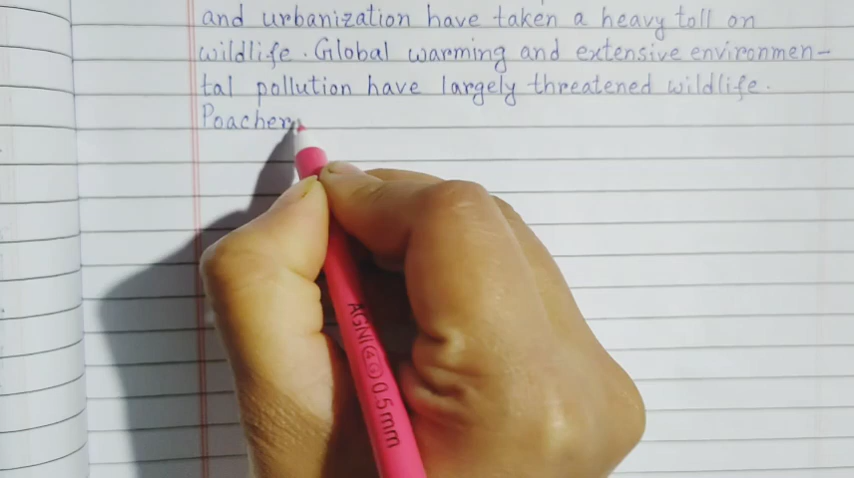 and urbanization have taken a heavy toll on
wildlife. Global warming and extensive environmen-
tal pollution have largely threatened wildlife.
Poacher
AGNI 0.5mm